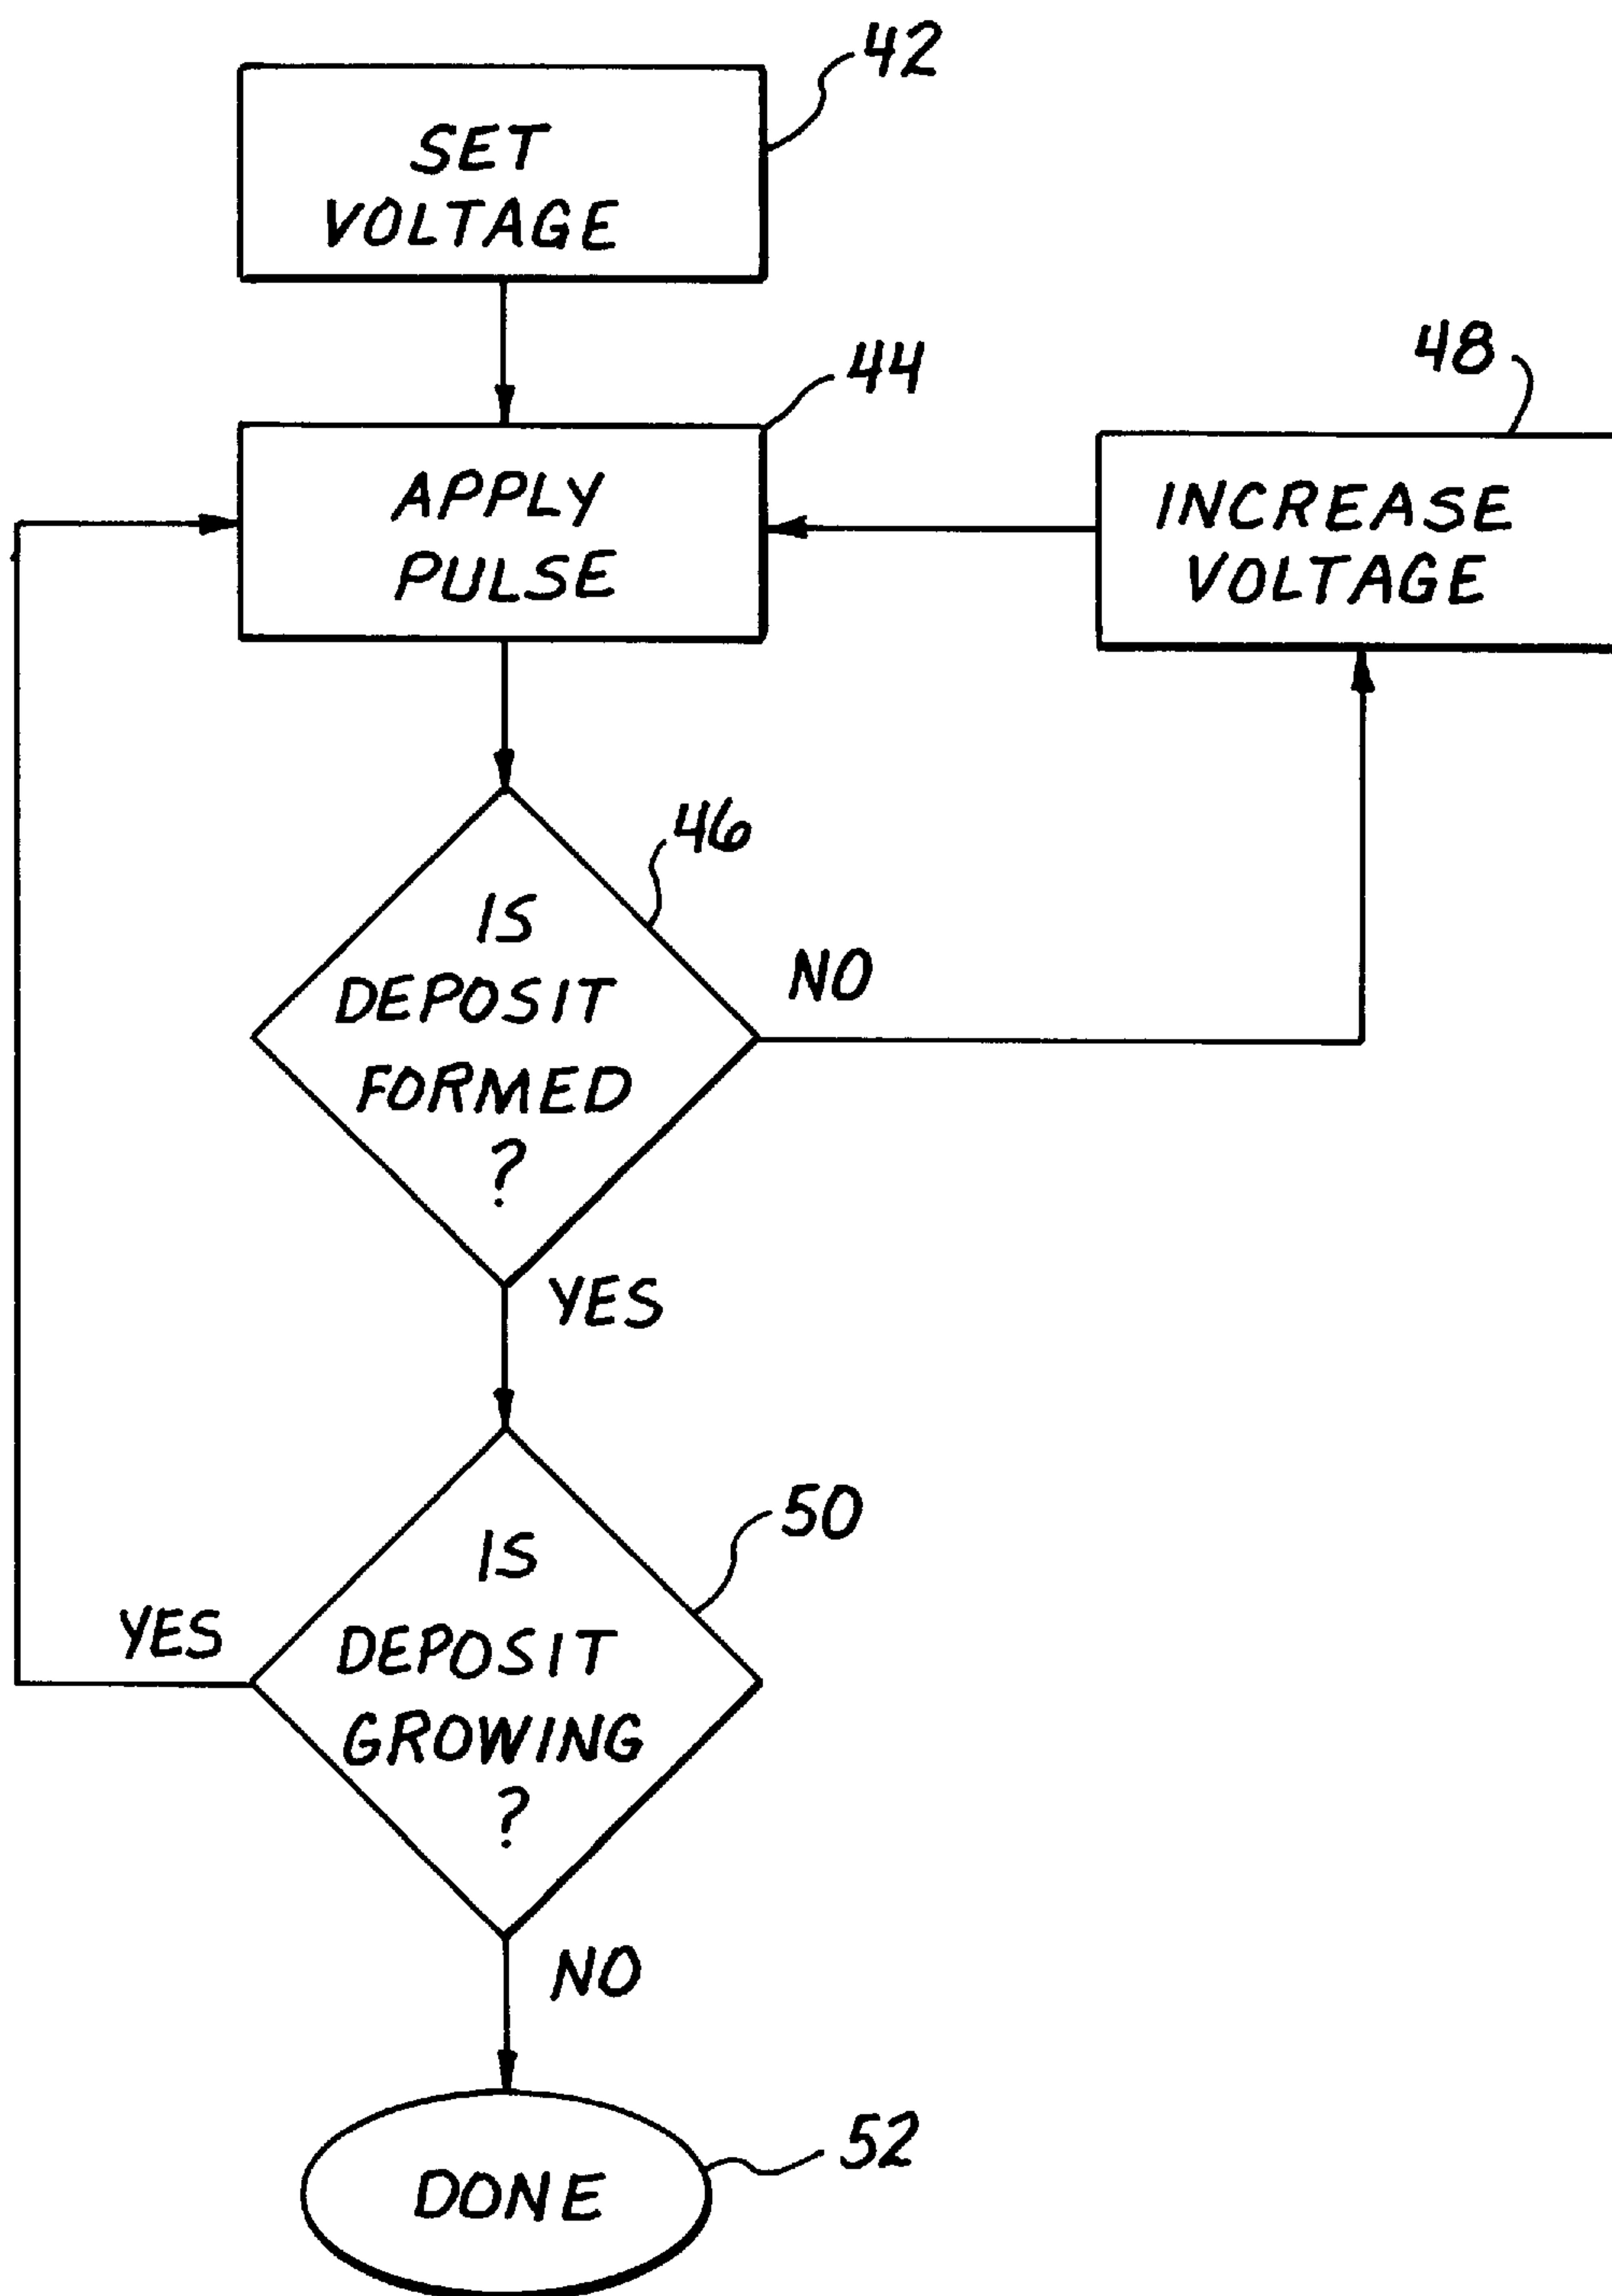 42
SET
VOLTAGE
44
APPLY
PULSE
48
INCREASE
VOLTAGE
46
IS
DEPOSIT
FORMED
?
NO
YES
50
IS
DEPOSIT
GROWING
?
YES
NO
52
DONE